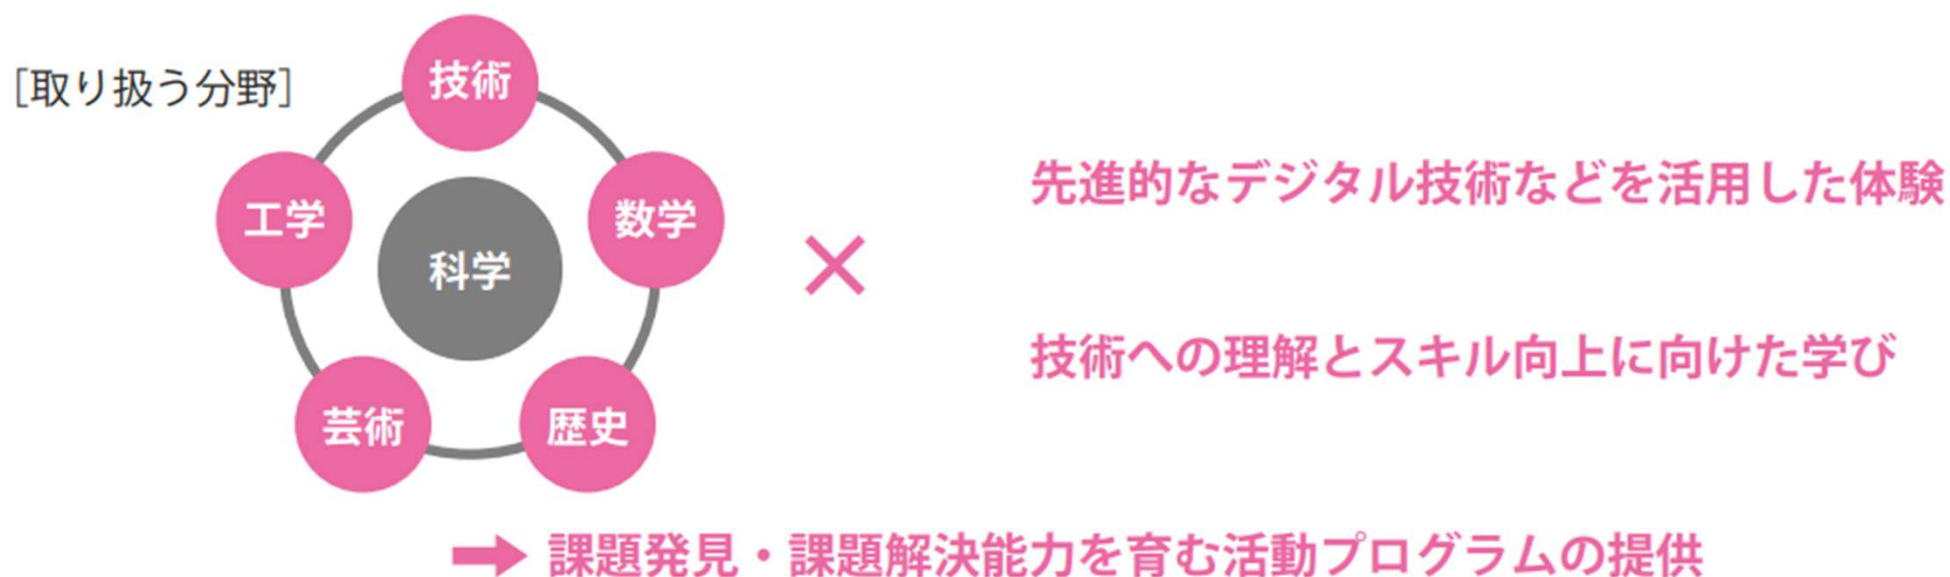 ［取り扱う分野］
技術
工学
数学
科学
芸術
歴史
×
先進的なデジタル技術などを活用した体験
技術への理解とスキル向上に向けた学び
➡ 課題発見・課題解決能力を育む活動プログラムの提供